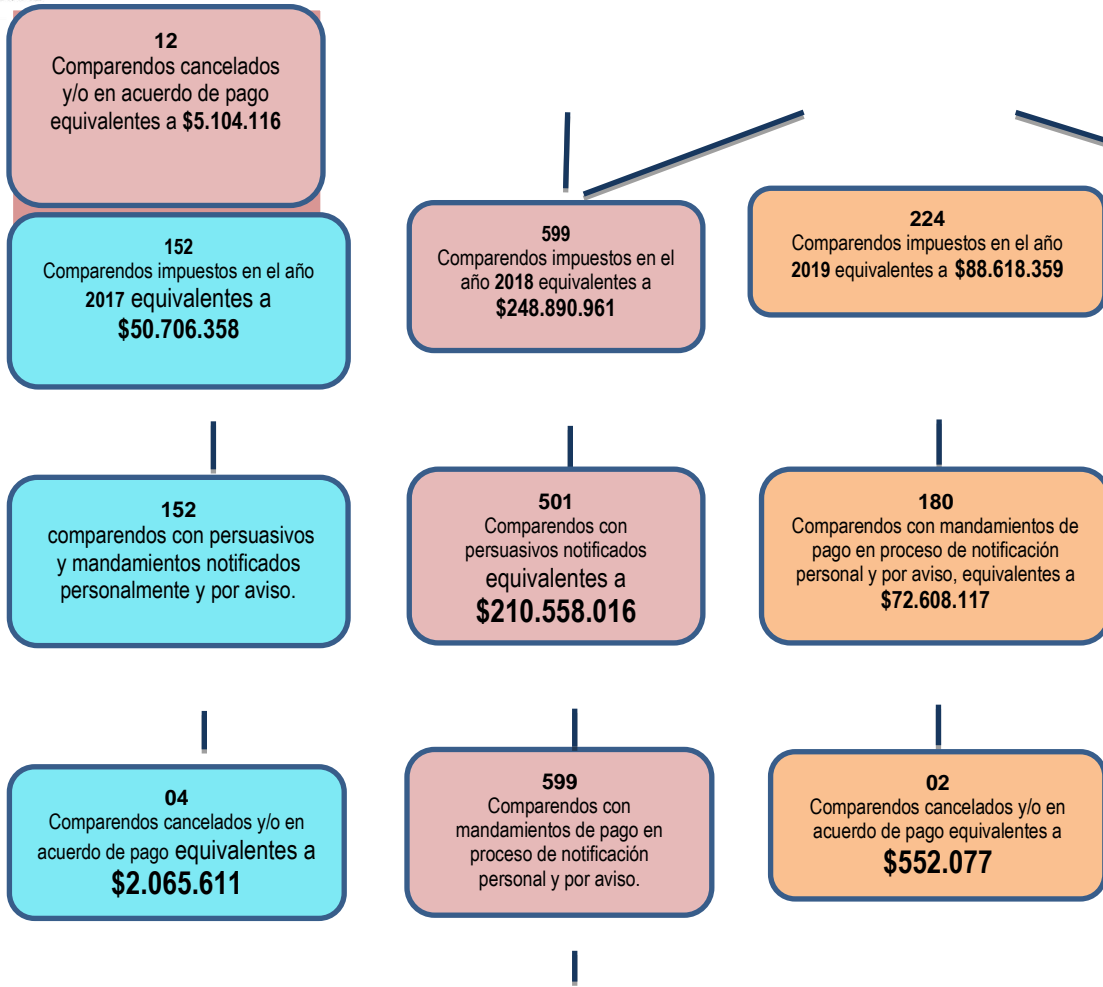 12
Comparendos cancelados
y/o en acuerdo de pago
equivalentes a $5.104.116
152
Comparendos impuestos en el año
2017 equivalentes a
$50.706.358
599
Comparendos impuestos en el
año 2018 equivalentes a
$248.890.961
224
Comparendos impuestos en el año
2019 equivalentes a $88.618.359
152
comparendos con persuasivos
y mandamientos notificados
personalmente y por aviso.
501
Comparendos con
persuasivos notificados
equivalentes a
$210.558.016
180
Comparendos con mandamientos de
pago en proceso de notificación
personal y por aviso, equivalentes a
$72.608.117
04
Comparendos cancelados y/o en
acuerdo de pago equivalentes a
$2.065.611
599
Comparendos con
mandamientos de pago en
proceso de notificación
personal y por aviso.
02
Comparendos cancelados y/o en
acuerdo de pago equivalentes a
$552.077